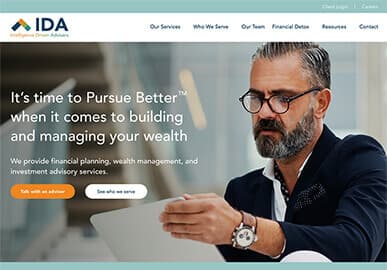 Client Login | Careers
IDA
Intelligence Driven Advisers
Our Services Who We Serve Our Team Financial Detox Resources Contact
It's time to Pursue Better™
when it comes to building
and managing your wealth
We provide financial planning, wealth management, and
investment advisory services.
Talk with an advisor See who we serve